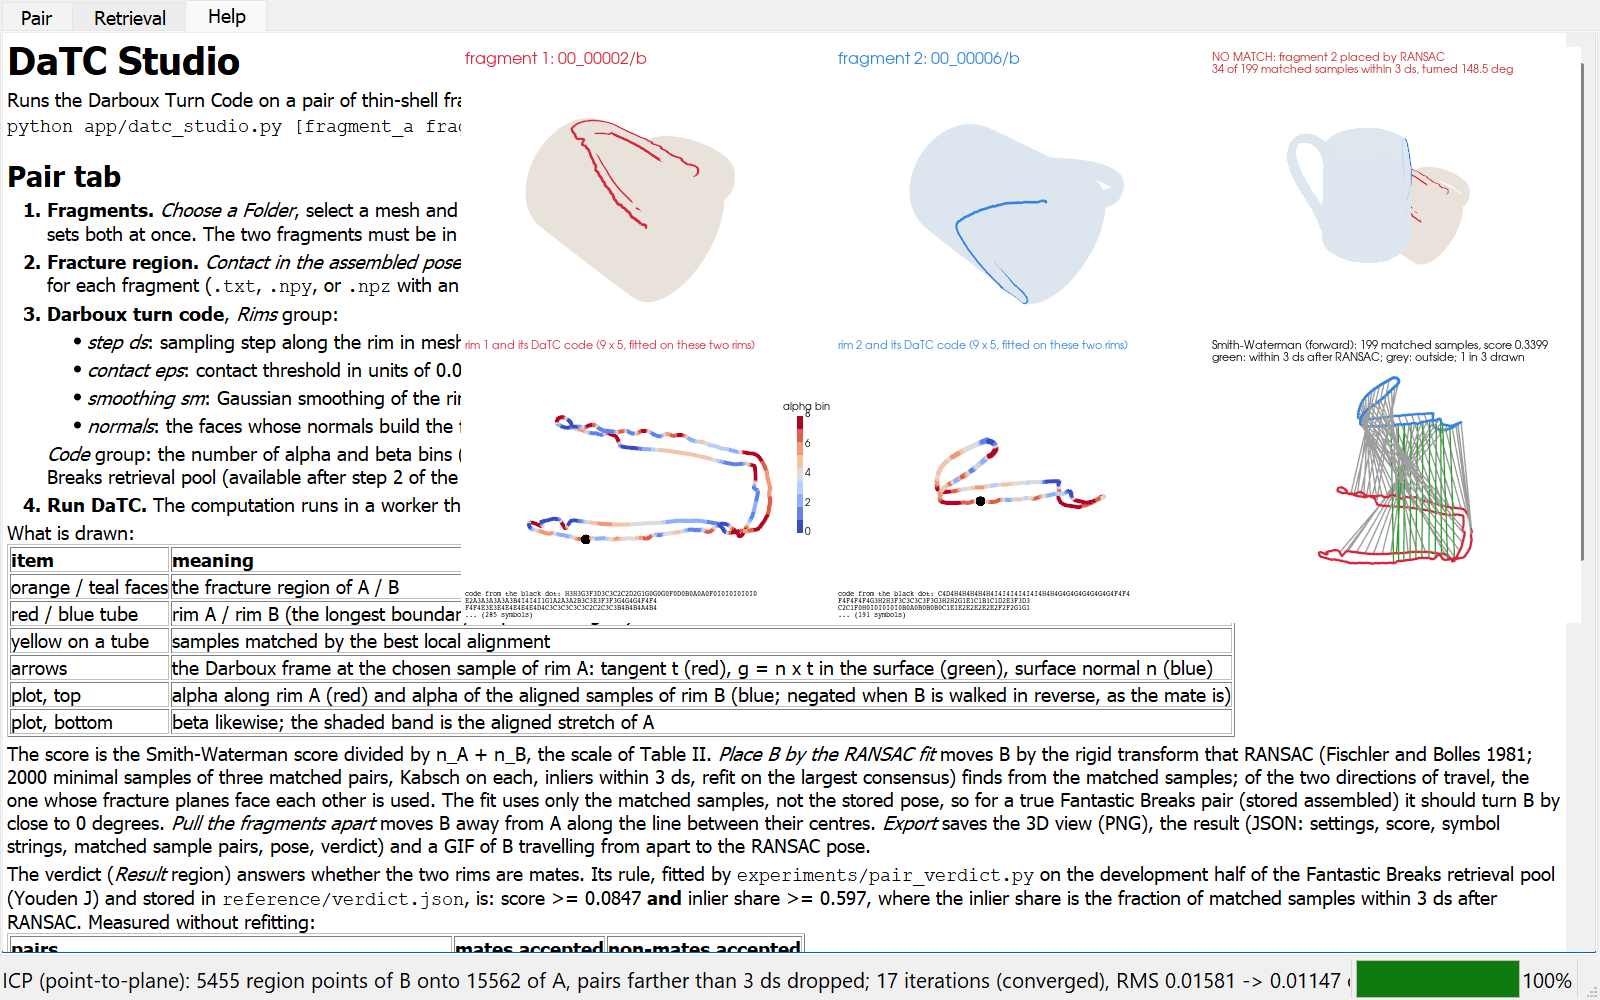 Pair
Retrieval
Help
DaTC Studio
Runs the Darboux Turn Code on a pair of thin-shell fra
python app/datc_studio.py [fragment_a frag
Pair tab
1. Fragments. Choose a Folder, select a mesh and
sets both at once. The two fragments must be in
2. Fracture region. Contact in the assembled pose
for each fragment (.txt, .npy, or .npz with an
3. Darboux turn code, Rims group:
• step ds: sampling step along the rim in mesh
• contact eps: contact threshold in units of 0.0
• smoothing sm: Gaussian smoothing of the rim
• normals: the faces whose normals build the f
Code group: the number of alpha and beta bins (
Breaks retrieval pool (available after step 2 of the
4. Run DaTC. The computation runs in a worker th
What is drawn:
item meaning
orange / teal faces the fracture region of A / B
red / blue tube rim A / rim B (the longest boundar
yellow on a tube samples matched by the best local alignment
arrows the Darboux frame at the chosen sample of rim A: tangent t (red), g = n x t in the surface (green), surface normal n (blue)
plot, top alpha along rim A (red) and alpha of the aligned samples of rim B (blue; negated when B is walked in reverse, as the mate is)
plot, bottom beta likewise; the shaded band is the aligned stretch of A
fragment 1: 00_00002/b
fragment 2: 00_00006/b
NO MATCH: fragment 2 placed by RANSAC
34 of 199 matched samples within 3 ds, turned 148.5 deg
rim 1 and its DaTC code (9 x 5, fitted on these two rims)
rim 2 and its DaTC code (9 x 5, fitted on these two rims)
Smith-Waterman (forward): 199 matched samples, score 0.3399
green: within 3 ds after RANSAC; grey: outside; 1 in 3 drawn
alpha bin
8
6
4
2
0
code from the black dot: H3H3G3F3D3C3C2C2D2G1G0G0G0F0D0B0A0A0F0I0I0I0I0I0
E2A3A3A3A3A3B4I4I4I1I1G1A2A3A2B3C3E3F3F3G4G4G4F4F4
F4F4E3E3E4E4E4E4E4D4C3C3C3C3C3C2C2C3C3B4B4B4A4B4
... (285 symbols)
code from the black dot: C4D4H4H4H4H4H4I4I4I4I4I4I4I4H4H4G4G4G4G4G4G4G4F4F4
F4F4F4F4G3H2H3F3C3C3C3F3G3H2H2G1E1C1B1C1D2E3F3D3
C2C1F0H0I0I0I0I0B0A0B0B0B0C1E1E2E2E2E2E2F2F2G1G1
... (191 symbols)
The score is the Smith-Waterman score divided by n_A + n_B, the scale of Table II. Place B by the RANSAC fit moves B by the rigid transform that RANSAC (Fischler and Bolles 1981;
2000 minimal samples of three matched pairs, Kabsch on each, inliers within 3 ds, refit on the largest consensus) finds from the matched samples; of the two directions of travel, the
one whose fracture planes face each other is used. The fit uses only the matched samples, not the stored pose, so for a true Fantastic Breaks pair (stored assembled) it should turn B by
close to 0 degrees. Pull the fragments apart moves B away from A along the line between their centres. Export saves the 3D view (PNG), the result (JSON: settings, score, symbol
strings, matched sample pairs, pose, verdict) and a GIF of B travelling from apart to the RANSAC pose.
The verdict (Result region) answers whether the two rims are mates. Its rule, fitted by experiments/pair_verdict.py on the development half of the Fantastic Breaks retrieval pool
(Youden J) and stored in reference/verdict.json, is: score >= 0.0847 and inlier share >= 0.597, where the inlier share is the fraction of matched samples within 3 ds after
RANSAC. Measured without refitting:
pairs mates accepted non-mates accepted
ICP (point-to-plane): 5455 region points of B onto 15562 of A, pairs farther than 3 ds dropped; 17 iterations (converged), RMS 0.01581 -> 0.01147
100%